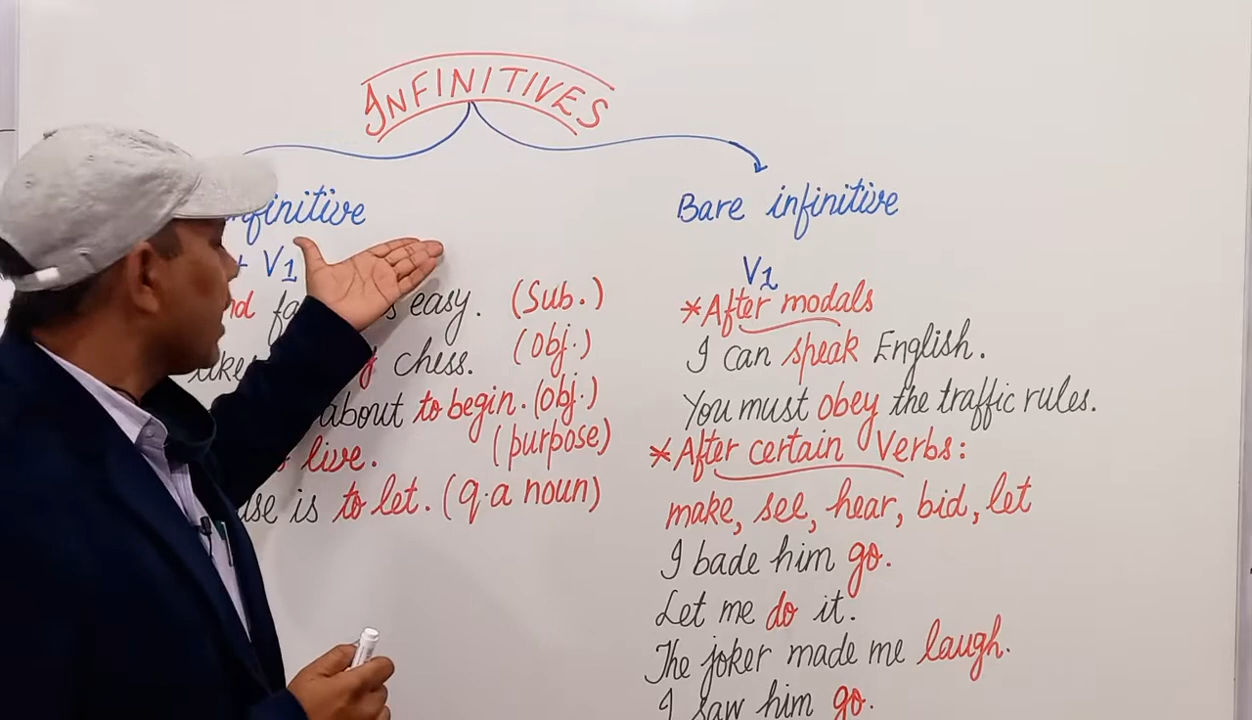 INFINITIVES
infinitive
+ V1
easy. (Sub.)
chess. (obj.)
about to begin. (obj.)
live. (purpose)
is to let. (q. a noun)
Bare infinitive
V1
*After modals
I can speak English.
You must obey the traffic rules.
*After certain Verbs:
make, see, hear, bid, let
I bade him go.
Let me do it.
The joker made me laugh.
I saw him go.